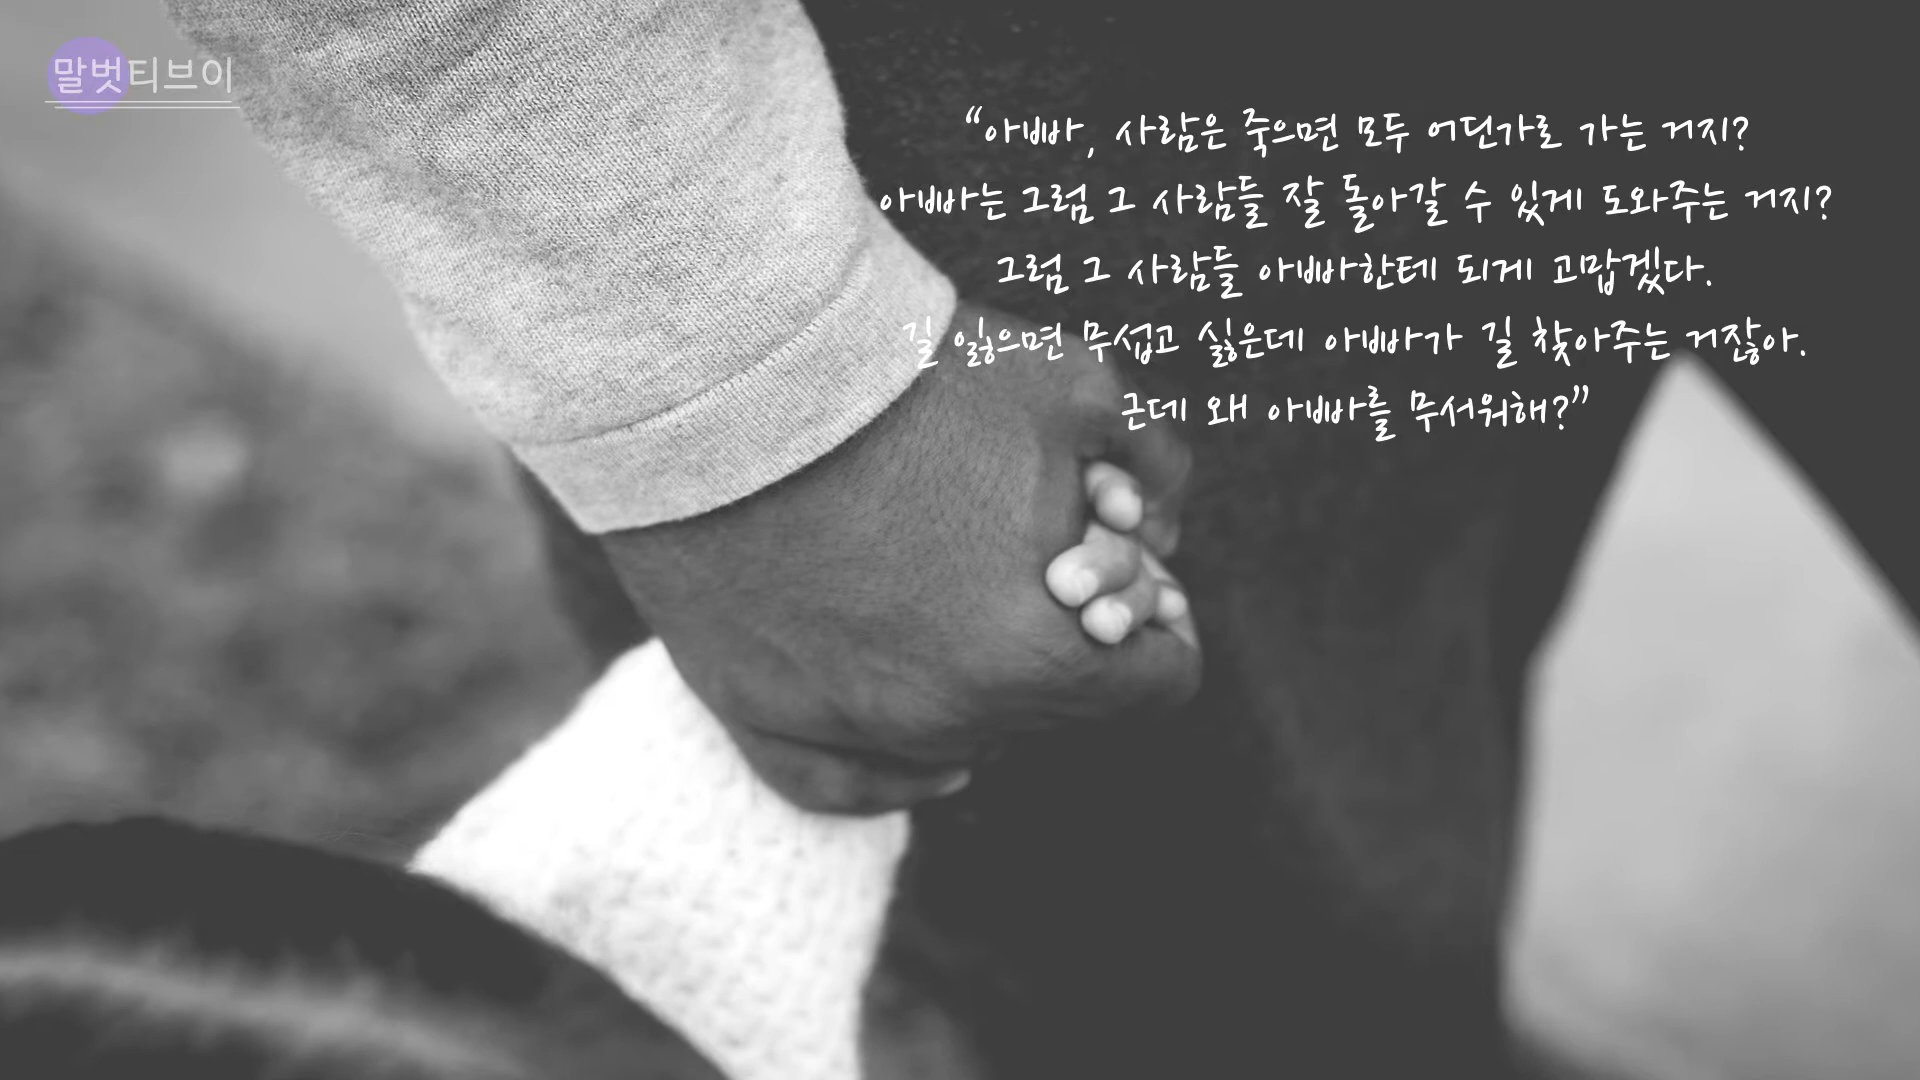 말벗티브이
“아빠, 사람은 죽으면 모두 어딘가로 가는 거지?
아빠는 그럼 그 사람들 잘 돌아갈 수 있게 도와주는 거지?
그럼 그 사람들 아빠한테 되게 고맙겠다.
길 잃으면 무섭고 싫은데 아빠가 길 찾아주는 거잖아.
근데 왜 아빠를 무서워해?”